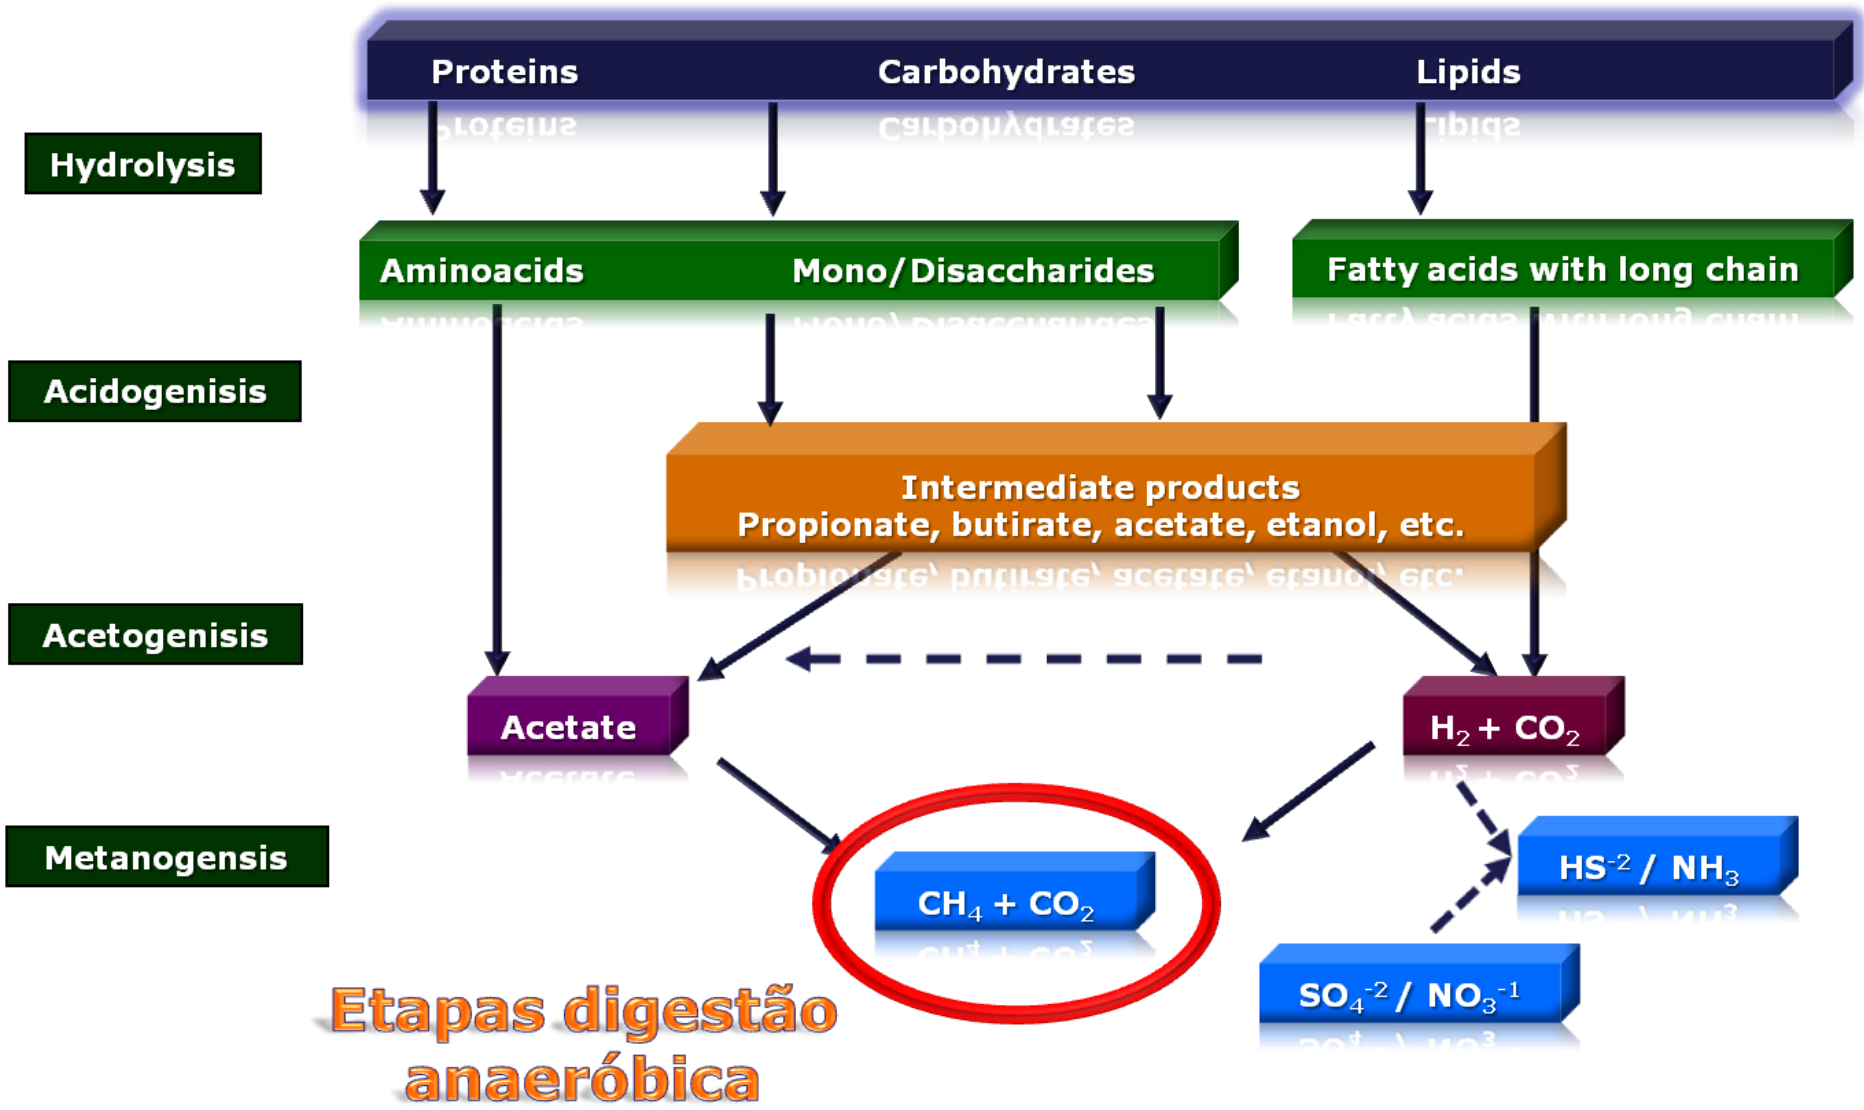 Proteins Carbohydrates Lipids
Hydrolysis
Aminoacids Mono/Disaccharides Fatty acids with long chain
Acidogenisis
Intermediate products
Propionate, butirate, acetate, etanol, etc.
Acetogenisis
Acetate H₂ + CO₂
Metanogensis
HS⁻² / NH₃
CH₄ + CO₂
SO₄⁻² / NO₃⁻¹
Etapas digestão
anaeróbica